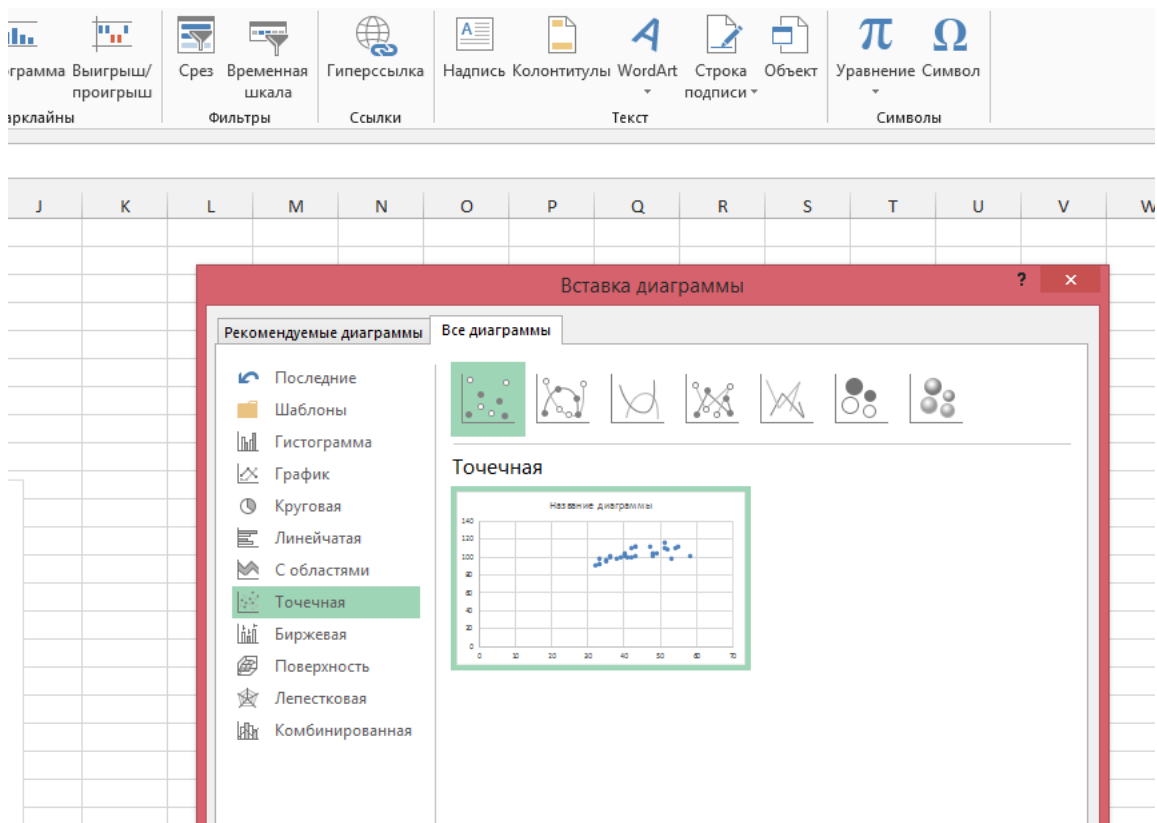 ограмма Выигрыш/ Срез Временная Гиперссылка Надпись Колонтитулы WordArt Строка Объект Уравнение Символ
проигрыш шкала подписи
арклайны Фильтры Ссылки Текст Символы
J K L M N O P Q R S T U V W
Вставка диаграммы ? ×
Рекомендуемые диаграммы Все диаграммы
Последние
Шаблоны
Гистограмма
График
Круговая
Линейчатая
С областями
Точечная
Биржевая
Поверхность
Лепестковая
Комбинированная
Точечная
Название диаграммы
140
120
100
80
60
40
20
0
0 10 20 30 40 50 60 70